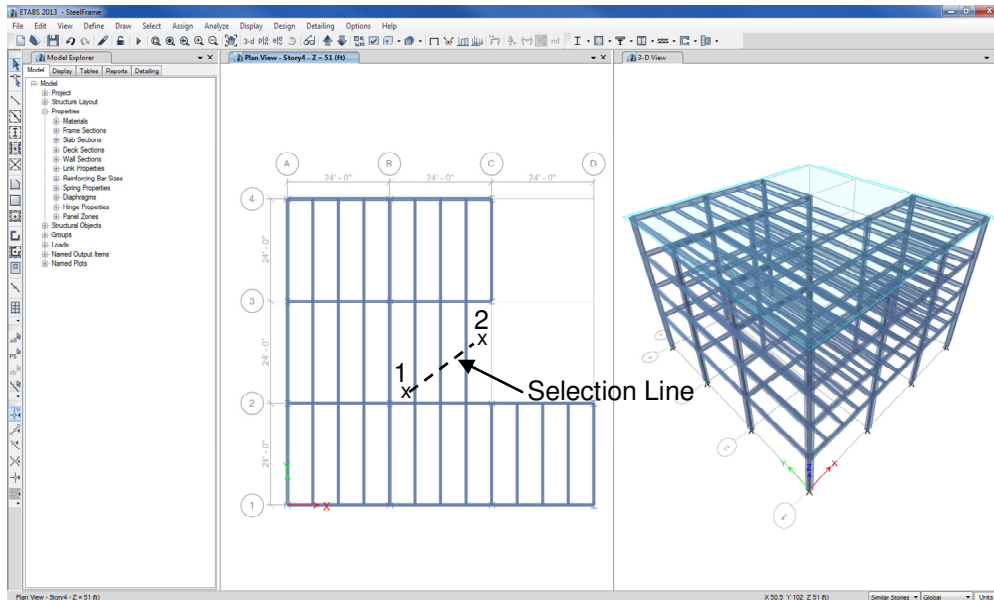 ETABS 2013 - SteelFrame
File Edit View Define Draw Select Assign Analyze Display Design Detailing Options Help
3-d
nd
Model Explorer
Model Display Tables Reports Detailing
Model
Project
Structure Layout
Properties
Materials
Frame Sections
Slab Sections
Deck Sections
Wall Sections
Link Properties
Reinforcing Bar Sizes
Spring Properties
Diaphragms
Hinge Properties
Panel Zones
Structural Objects
Groups
Loads
Named Output Items
Named Plots
Plan View - Story4 - Z = 51 (ft)
A B C D
24' - 0" 24' - 0" 24' - 0"
4
24' - 0"
3
24' - 0"
2
24' - 0"
1
Y
X
1
x
2
x
Selection Line
3-D View
Y Z X
Plan View - Story4 - Z = 51 (ft)
X 50.5 Y 102 Z 51 (ft)
Similar Stories Global Units